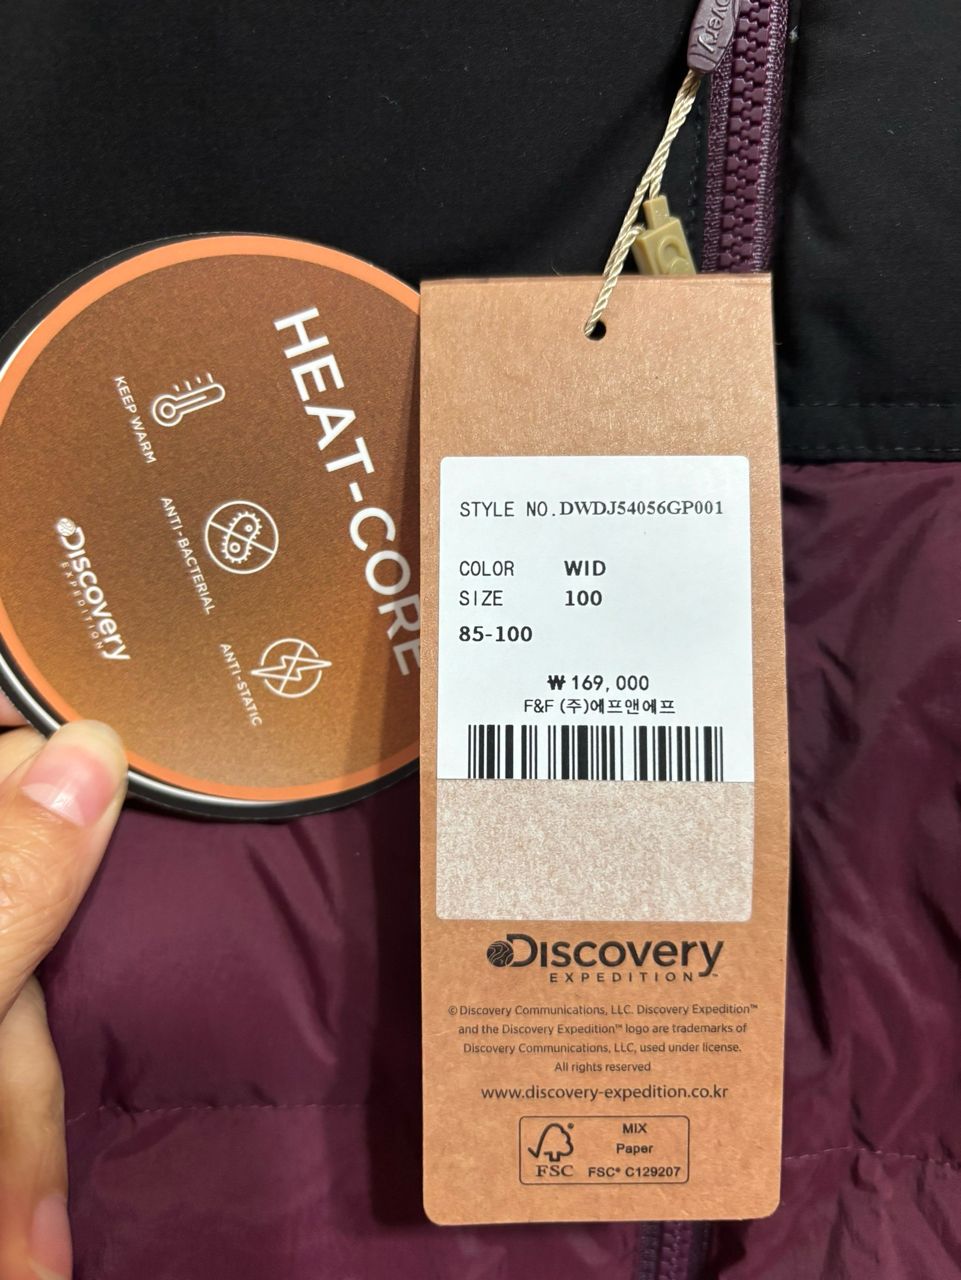 HEAT-CORE
KEEP WARM
ANTI-BACTERIAL
ANTI-STATIC
Discovery
EXPEDITION
STYLE NO. DWDJ54056GP001
COLOR WID
SIZE 100
85-100
₩169,000
F&F (주)에프앤에프
Discovery
EXPEDITION™
© Discovery Communications, LLC. Discovery Expedition™
and the Discovery Expedition™ logo are trademarks of
Discovery Communications, LLC, used under license.
All rights reserved
www.discovery-expedition.co.kr
FSC
MIX
Paper
FSC® C129207